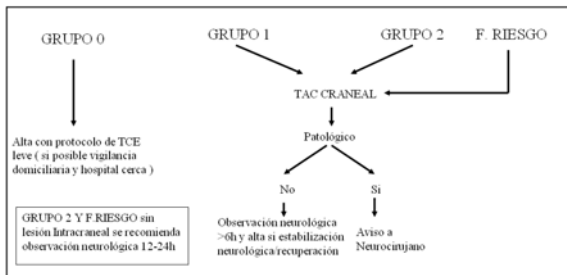 GRUPO 0
GRUPO 1
GRUPO 2
F. RIESGO
TAC CRANEAL
Alta con protocolo de TCE
leve ( si posible vigilancia
domiciliaria y hospital cerca )
Patológico
No
Si
GRUPO 2 Y F.RIESGO sin
lesión Intracraneal se recomienda
observación neurológica 12-24h
Observación neurológica
>6h y alta si estabilización
neurológica/recuperación
Aviso a
Neurocirujano